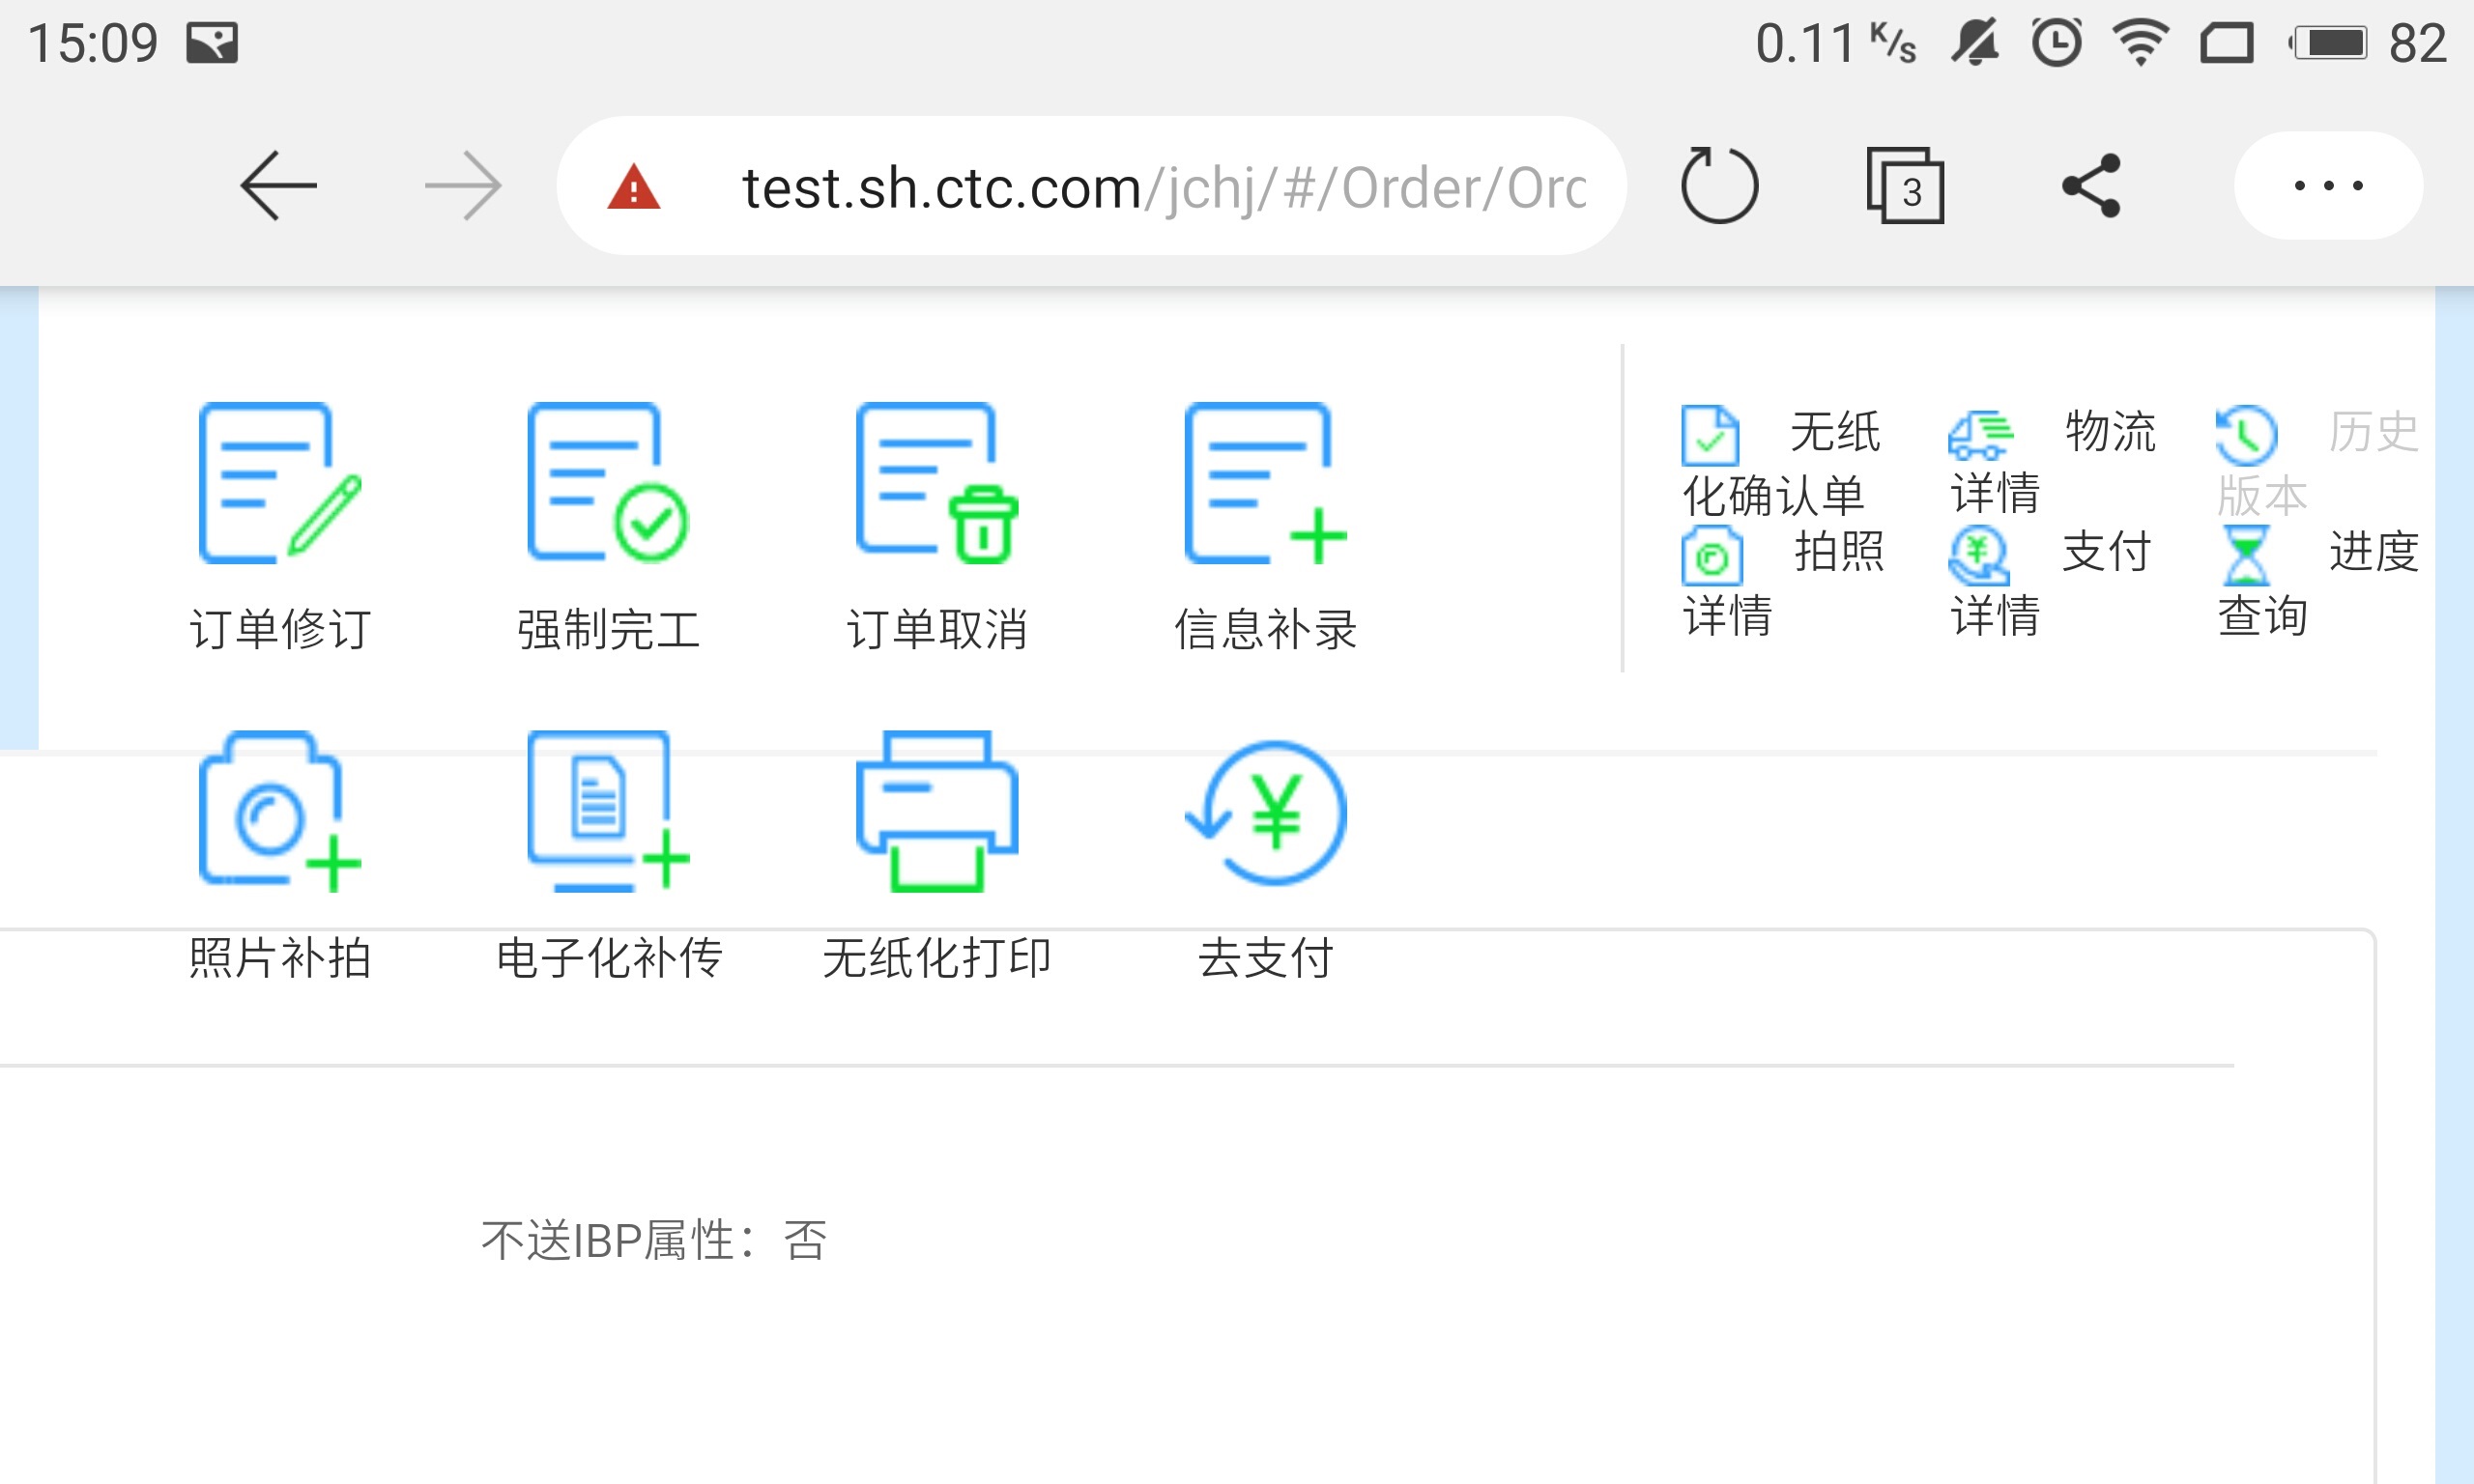 15:09 0.11 K/s 82
test.sh.ctc.com/jchj/#/Order/Orc
3
无纸化确认单 物流详情 历史版本
拍照详情 支付详情 进度查询
订单修订 强制完工 订单取消 信息补录
照片补拍 电子化补传 无纸化打印 去支付
不送IBP属性：否